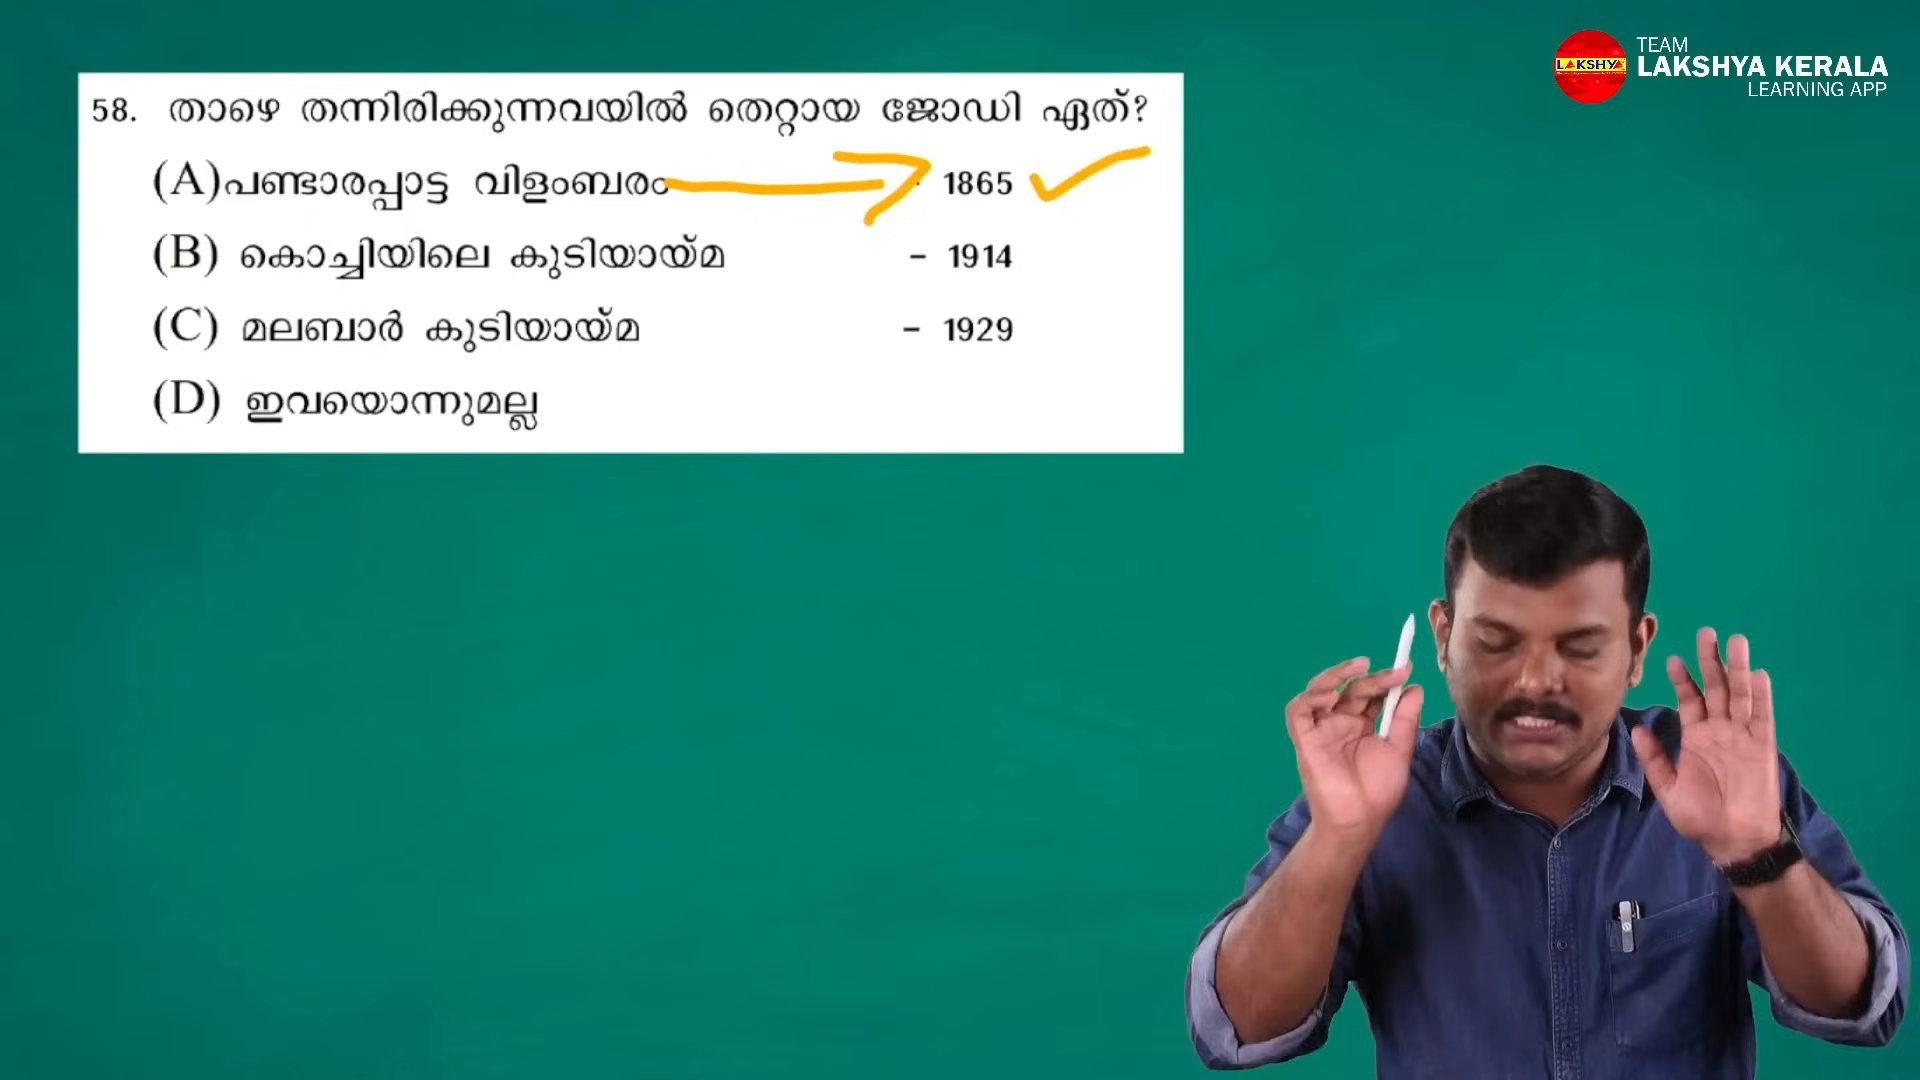 TEAM
LAKSHYA KERALA
LEARNING APP
LAKSHYA
58. താഴെ തന്നിരിക്കുന്നവയിൽ തെറ്റായ ജോഡി ഏത്?
(A)പണ്ടാരപ്പാട്ട വിളംബരം - 1865
(B) കൊച്ചിയിലെ കുടിയായ്മ - 1914
(C) മലബാർ കുടിയായ്മ - 1929
(D) ഇവയൊന്നുമല്ല